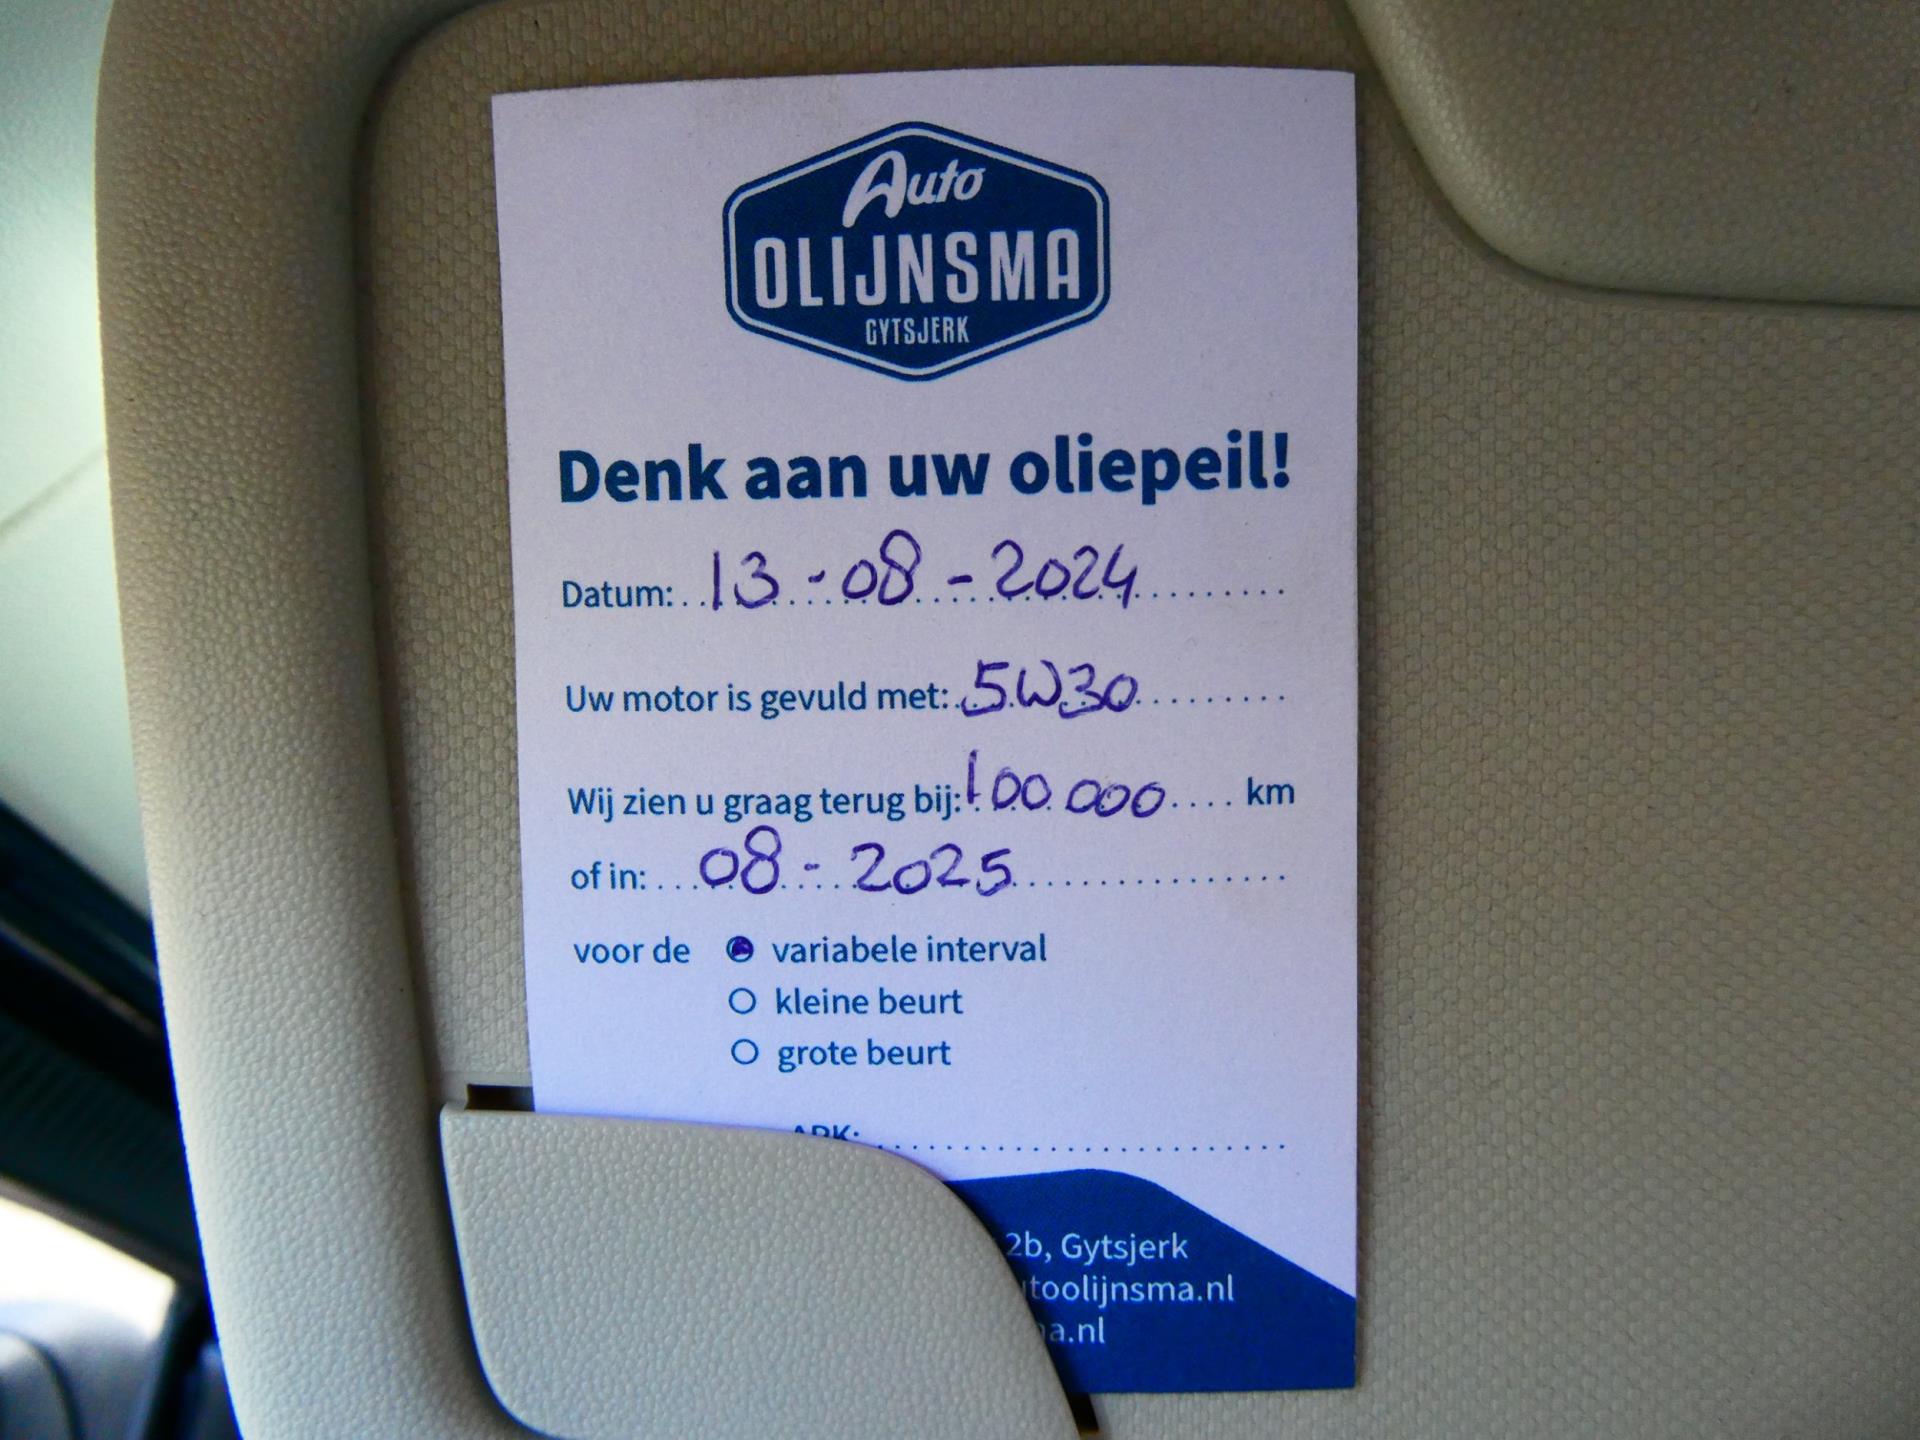 Auto
OLIJNSMA
GYTSJERK
Denk aan uw oliepeil!
Datum: 13-08-2024
Uw motor is gevuld met: 5W30
Wij zien u graag terug bij: 100.000 km
of in: 08-2025
voor de variabele interval
kleine beurt
grote beurt
APK:
2b, Gytsjerk
toolijnsma.nl
a.nl